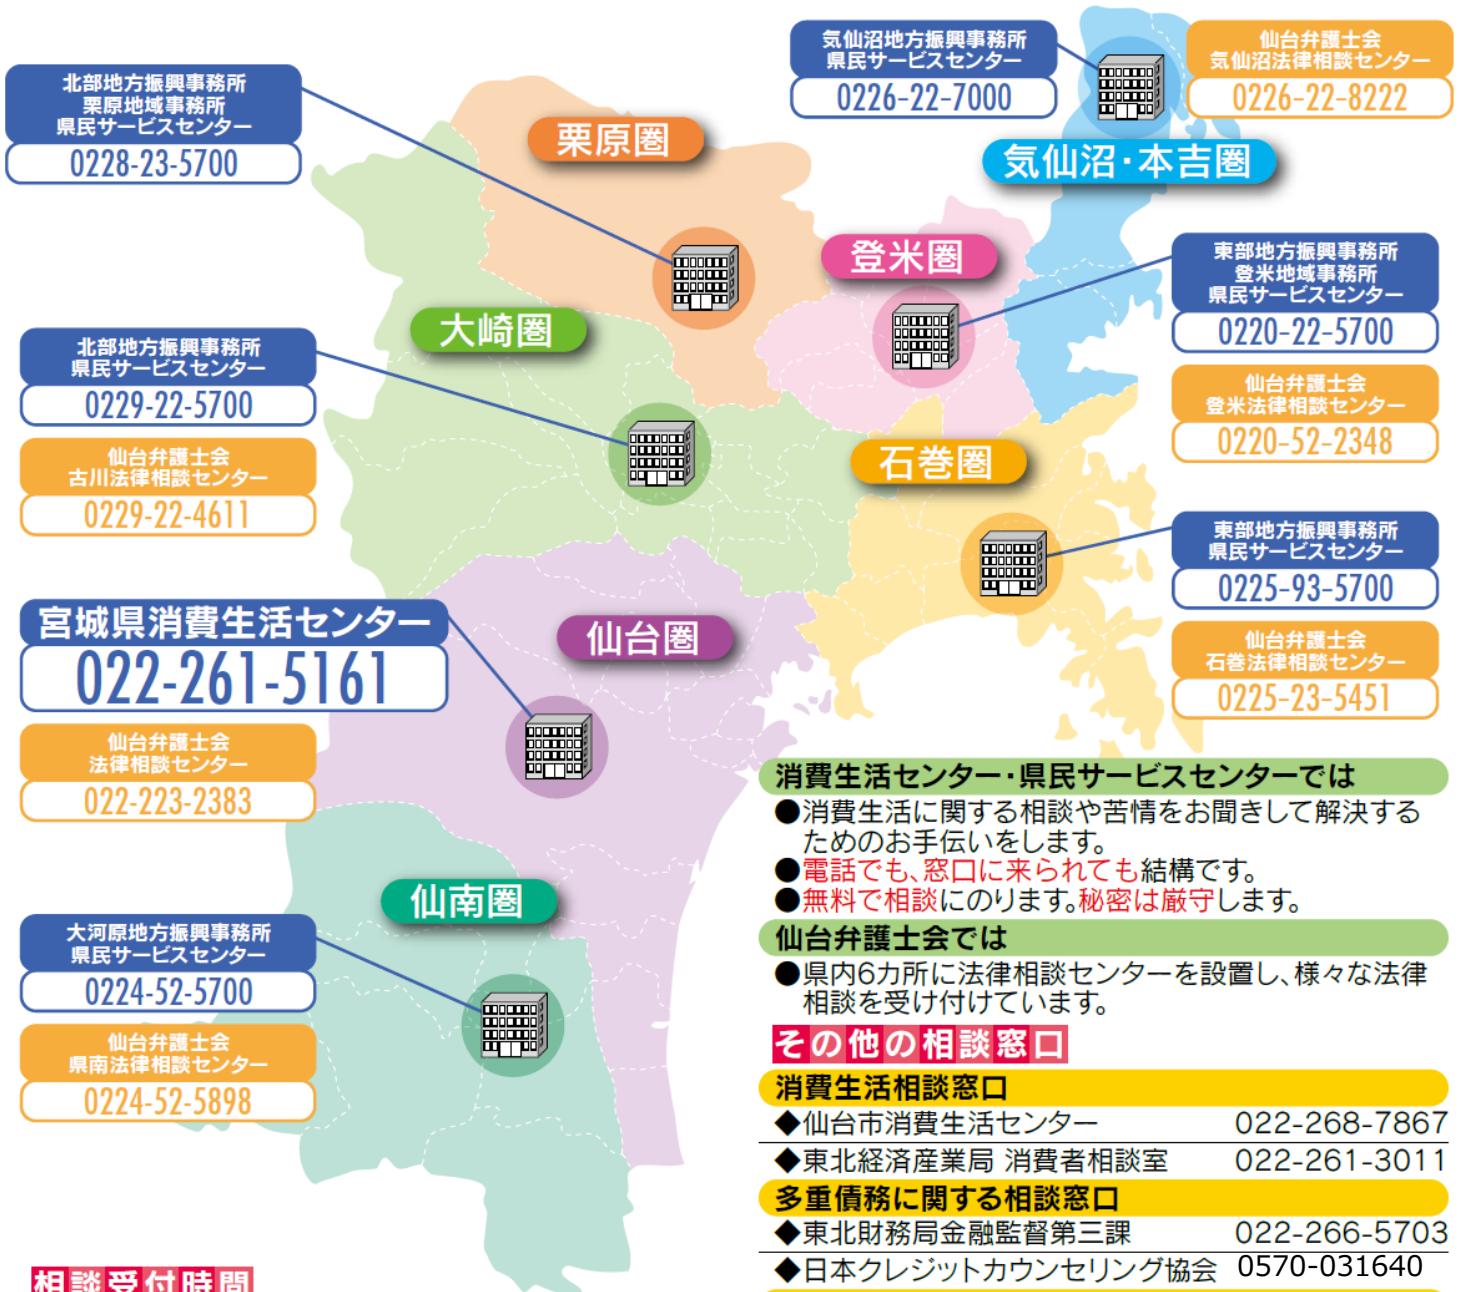 北部地方振興事務所
栗原地域事務所
県民サービスセンター
0228-23-5700
栗原圏
気仙沼地方振興事務所
県民サービスセンター
0226-22-7000
仙台弁護士会
気仙沼法律相談センター
0226-22-8222
気仙沼・本吉圏
登米圏
東部地方振興事務所
登米地域事務所
県民サービスセンター
0220-22-5700
仙台弁護士会
登米法律相談センター
0220-52-2348
大崎圏
北部地方振興事務所
県民サービスセンター
0229-22-5700
仙台弁護士会
古川法律相談センター
0229-22-4611
石巻圏
東部地方振興事務所
県民サービスセンター
0225-93-5700
仙台弁護士会
石巻法律相談センター
0225-23-5451
宮城県消費生活センター
022-261-5161
仙台圏
仙台弁護士会
法律相談センター
022-223-2383
仙南圏
大河原地方振興事務所
県民サービスセンター
0224-52-5700
仙台弁護士会
県南法律相談センター
0224-52-5898
消費生活センター・県民サービスセンターでは
●消費生活に関する相談や苦情をお聞きして解決する
ためのお手伝いをします。
●電話でも、窓口に来られても結構です。
●無料で相談にのります。秘密は厳守します。
仙台弁護士会では
●県内6カ所に法律相談センターを設置し、様々な法律
相談を受け付けています。
その他の相談窓口
消費生活相談窓口
◆仙台市消費生活センター 022-268-7867
◆東北経済産業局 消費者相談室 022-261-3011
多重債務に関する相談窓口
◆東北財務局金融監督第三課 022-266-5703
◆日本クレジットカウンセリング協会 0570-031640
相談受付時間